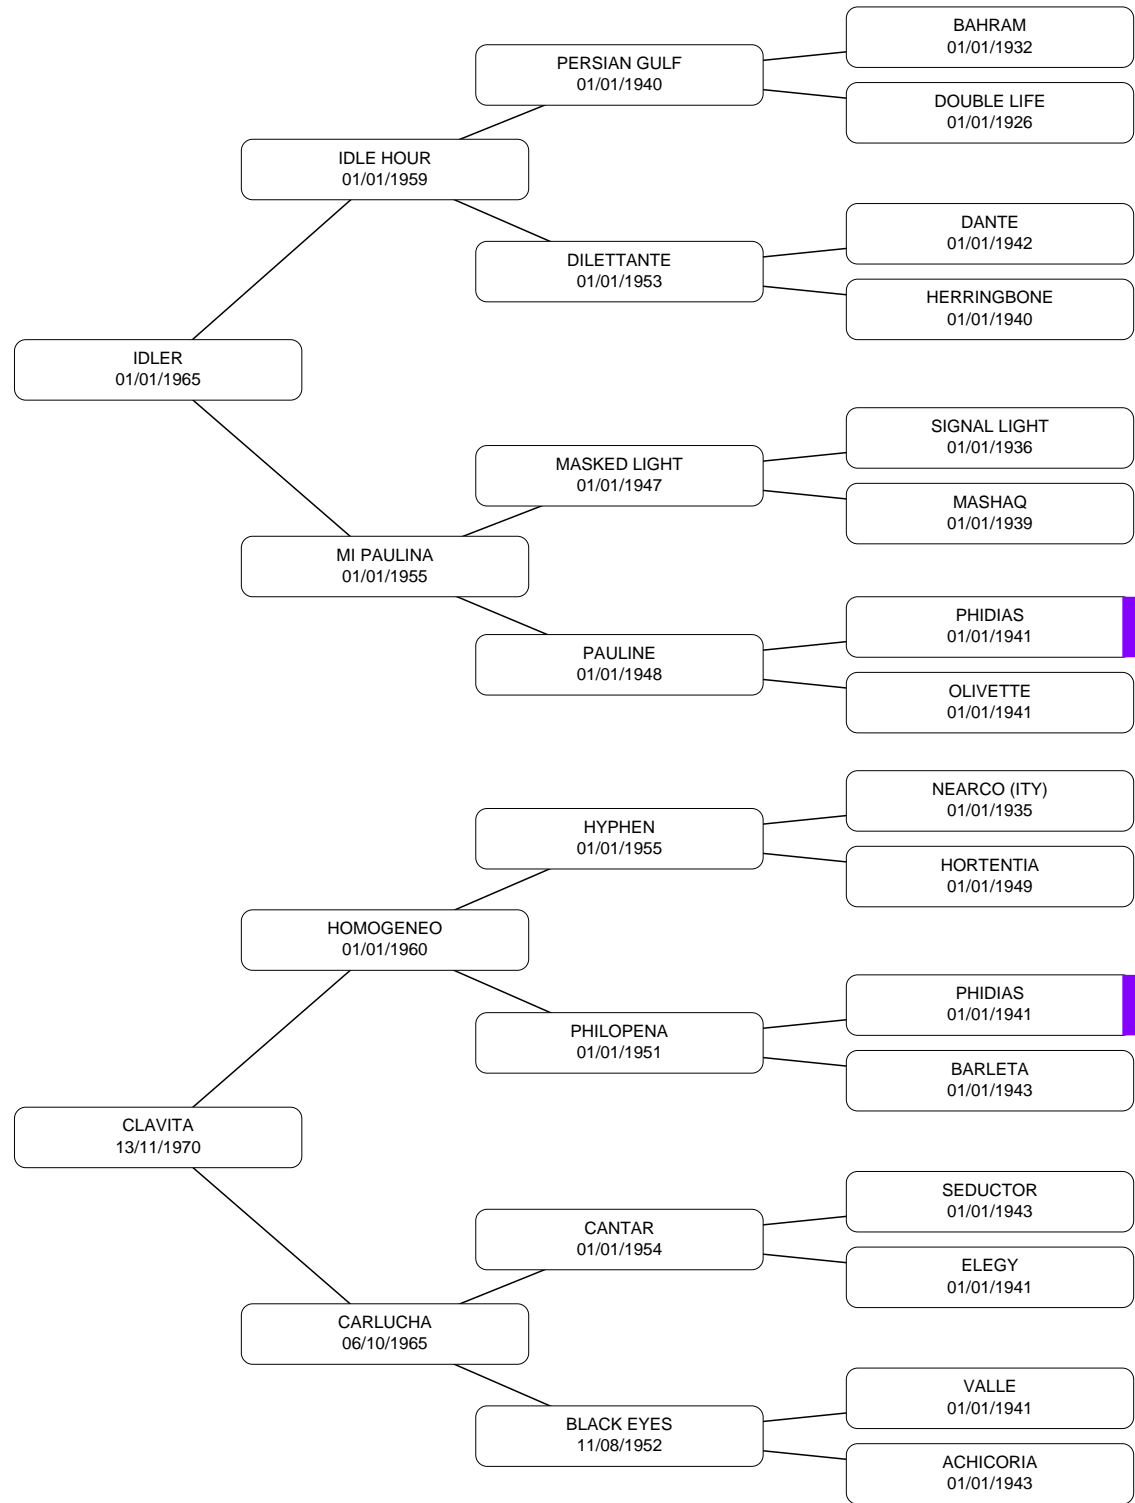 BAHRAM
01/01/1932
PERSIAN GULF
01/01/1940
DOUBLE LIFE
01/01/1926
IDLE HOUR
01/01/1959
DANTE
01/01/1942
DILETTANTE
01/01/1953
HERRINGBONE
01/01/1940
IDLER
01/01/1965
SIGNAL LIGHT
01/01/1936
MASKED LIGHT
01/01/1947
MASHAQ
01/01/1939
MI PAULINA
01/01/1955
PHIDIAS
01/01/1941
PAULINE
01/01/1948
OLIVETTE
01/01/1941
NEARCO (ITY)
01/01/1935
HYPHEN
01/01/1955
HORTENTIA
01/01/1949
HOMOGENEO
01/01/1960
PHIDIAS
01/01/1941
PHILOPENA
01/01/1951
BARLETA
01/01/1943
CLAVITA
13/11/1970
SEDUCTOR
01/01/1943
CANTAR
01/01/1954
ELEGY
01/01/1941
CARLUCHA
06/10/1965
VALLE
01/01/1941
BLACK EYES
11/08/1952
ACHICORIA
01/01/1943